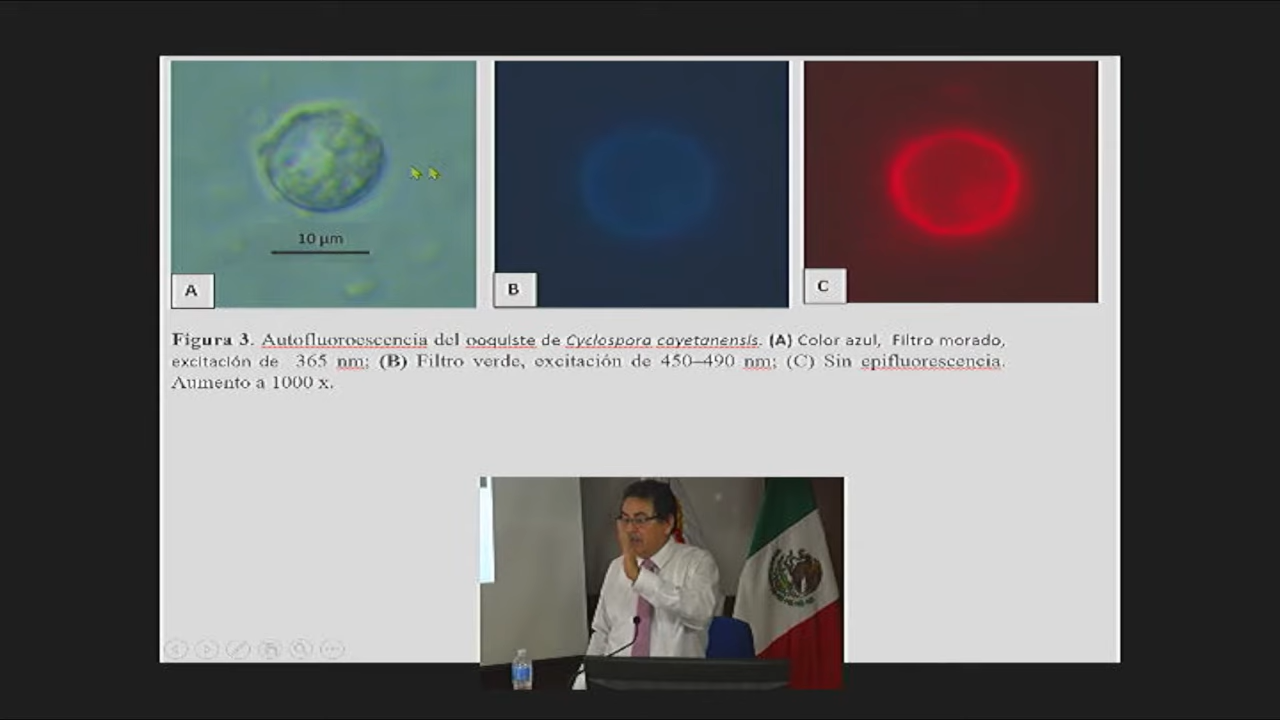 10 µm
A
B
C
Figura 3. Autofluoroescencia del ooquiste de Cyclospora cayetanensis. (A) Color azul, Filtro morado,
excitación de 365 nm; (B) Filtro verde, excitación de 450–490 nm; (C) Sin epifluorescencia.
Aumento a 1000 x.